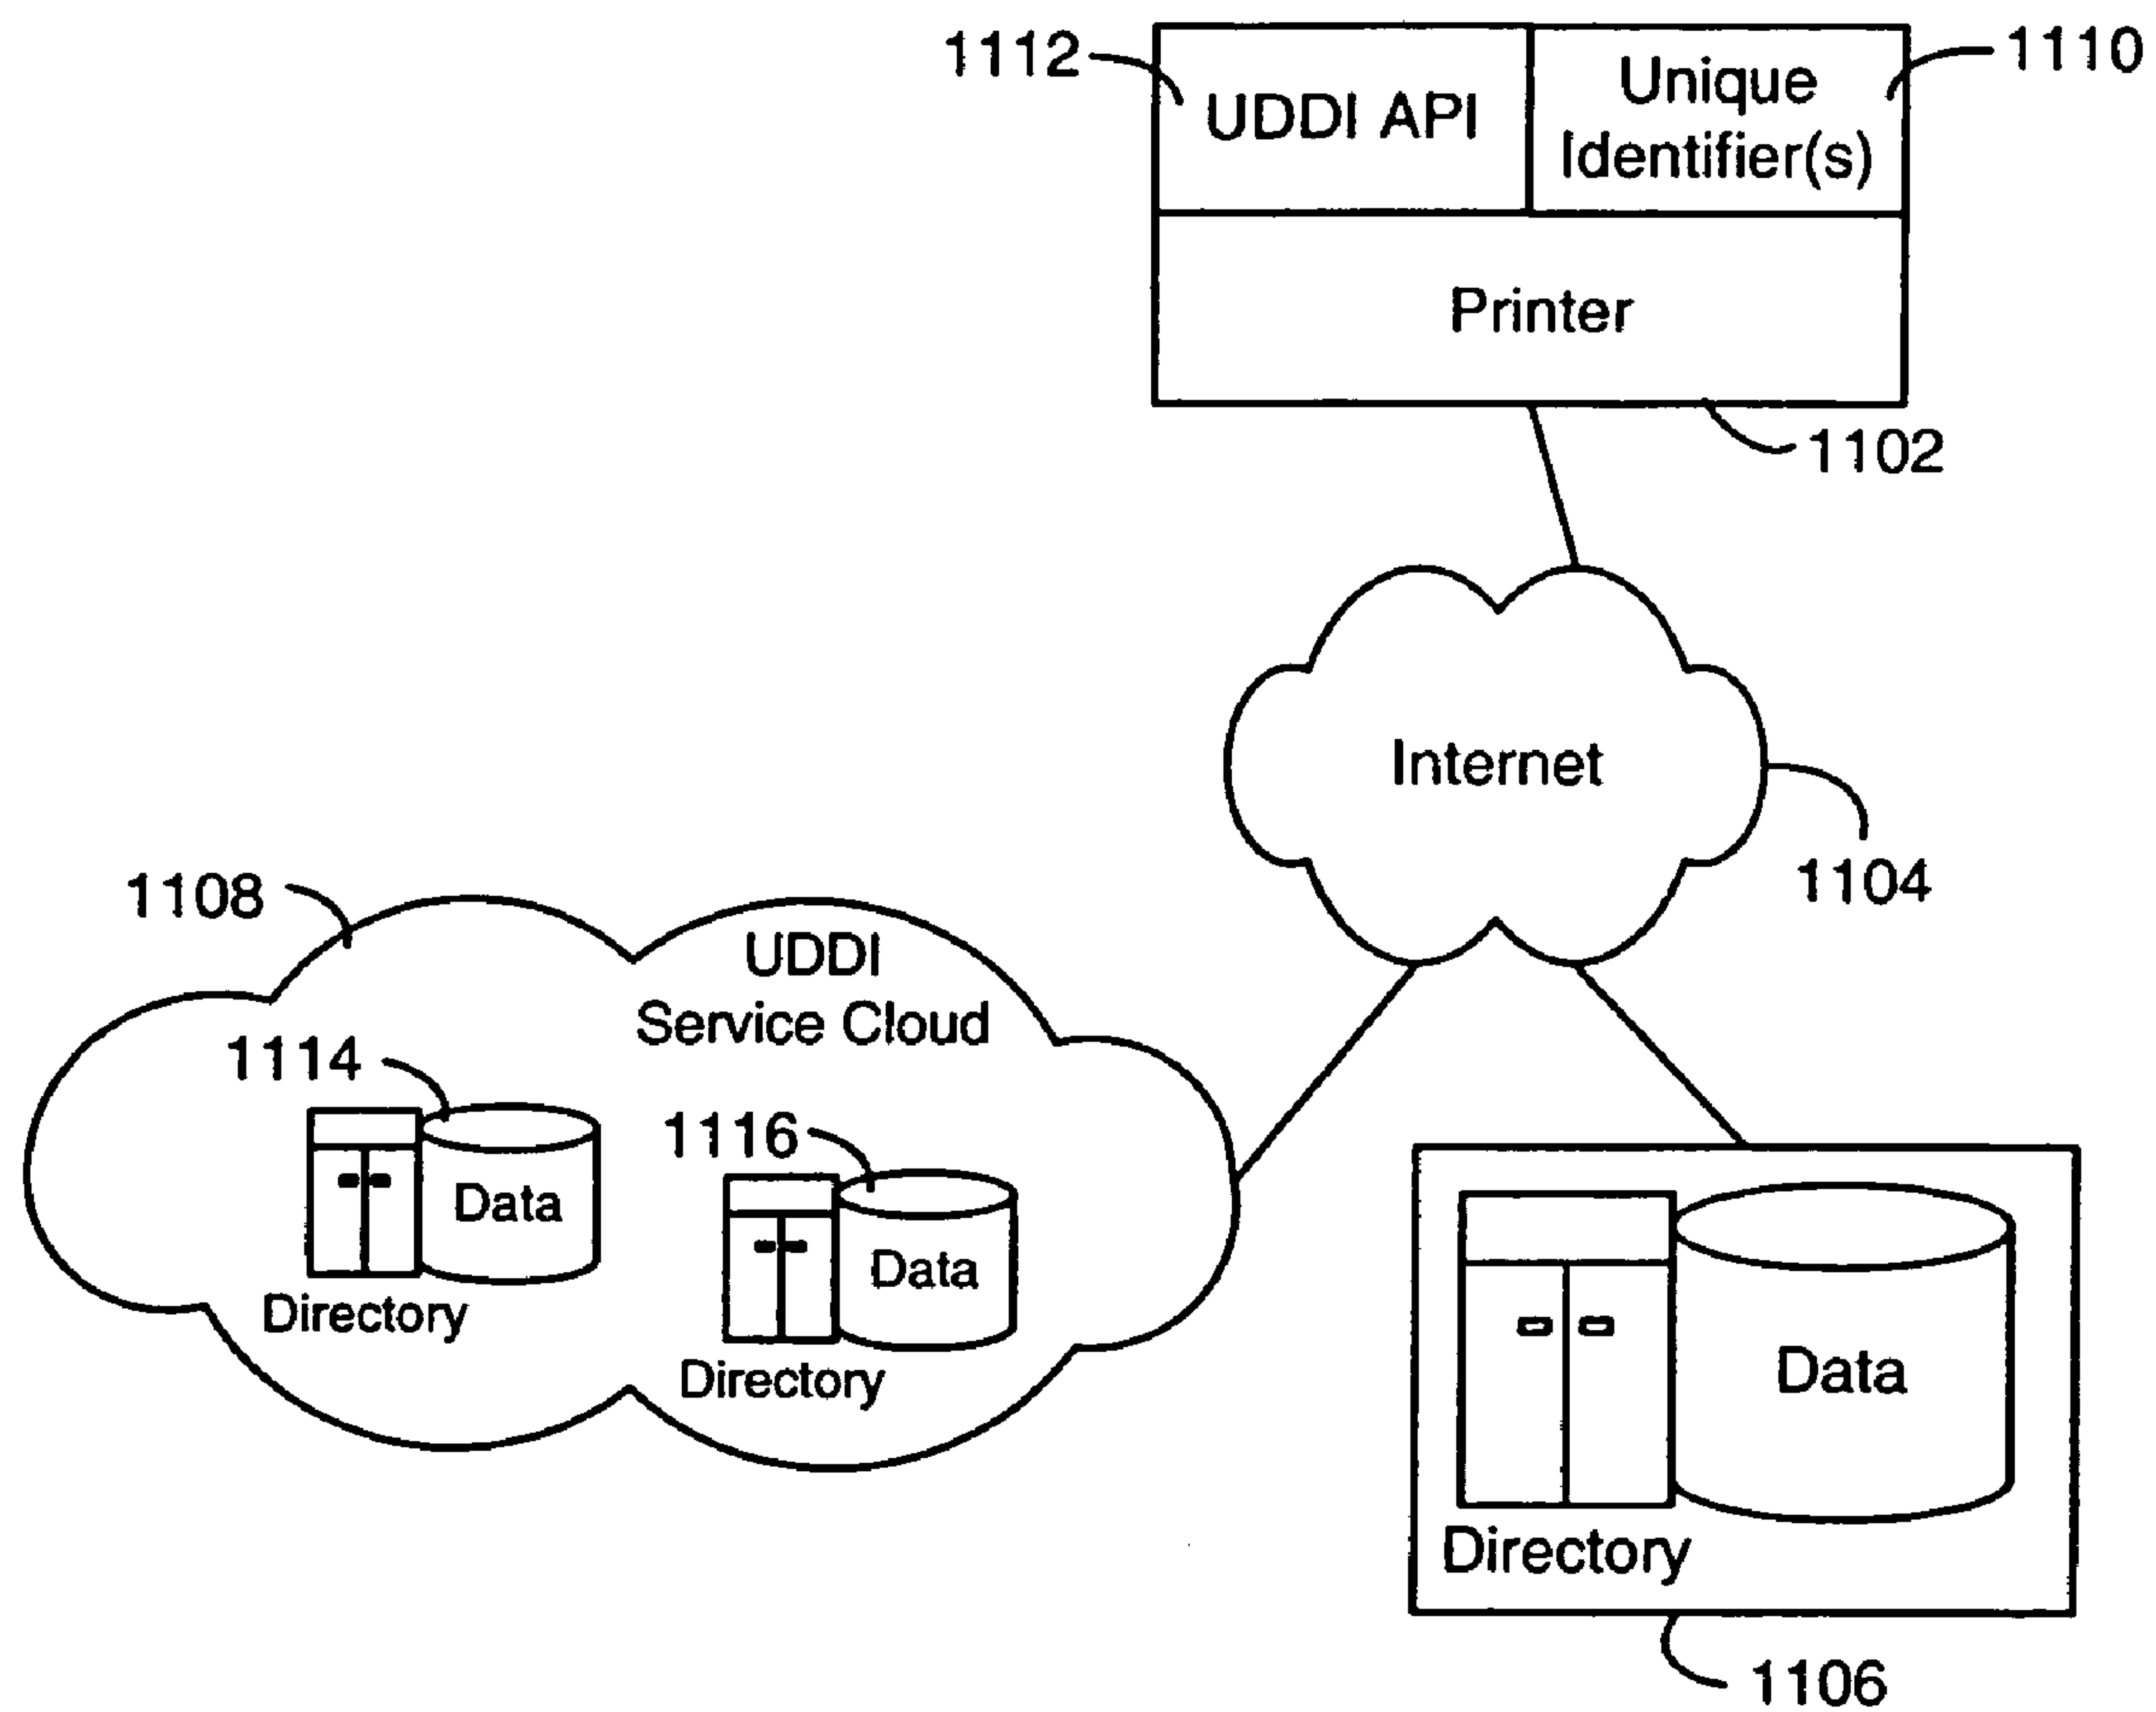 1112
1110
UDDI API
Unique
Identifier(s)
Printer
1102
Internet
1104
1108
UDDI
Service Cloud
1114
1116
Data
Data
Directory
Directory
Data
Directory
1106